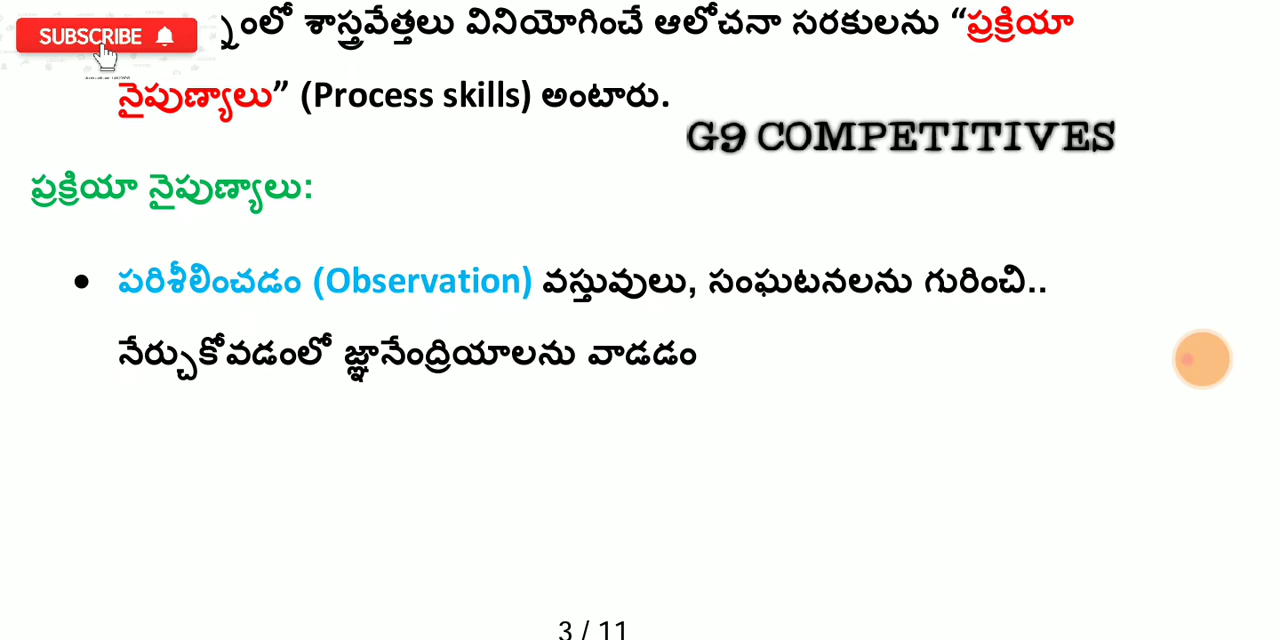 SUBSCRIBE
శాస్త్రవేత్తలు వినియోగించే ఆలోచనా సరకులను “ప్రక్రియా
నైపుణ్యాలు” (Process skills) అంటారు.
G9 COMPETITIVES
ప్రక్రియా నైపుణ్యాలు:
• పరిశీలించడం (Observation) వస్తువులు, సంఘటనలను గురించి..
నేర్చుకోవడంలో జ్ఞానేంద్రియాలను వాడడం
3 / 11